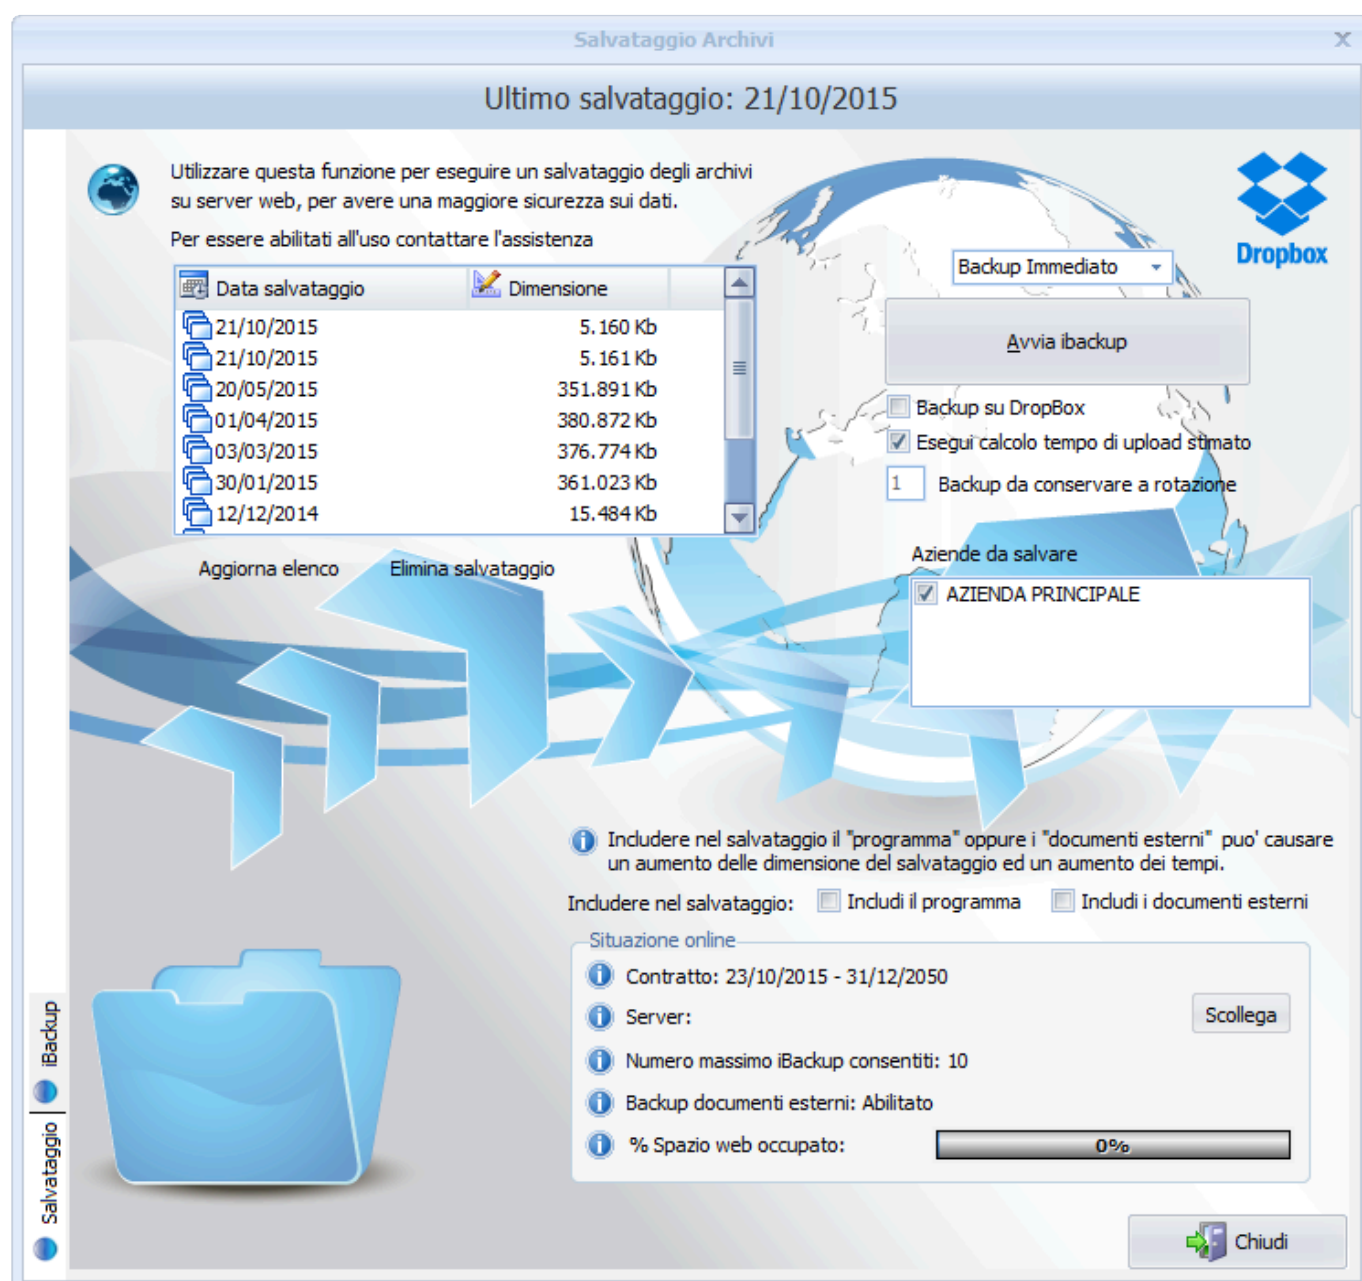 Salvataggio Archivi
X
Ultimo salvataggio: 21/10/2015
Utilizzare questa funzione per eseguire un salvataggio degli archivi
su server web, per avere una maggiore sicurezza sui dati.
Per essere abilitati all'uso contattare l'assistenza
Data salvataggio Dimensione
21/10/2015 5.160 Kb
21/10/2015 5.161 Kb
20/05/2015 351.891 Kb
01/04/2015 380.872 Kb
03/03/2015 376.774 Kb
30/01/2015 361.023 Kb
12/12/2014 15.484 Kb
Aggiorna elenco Elimina salvataggio
Dropbox
Backup Immediato
Avvia ibackup
Backup su DropBox
Esegui calcolo tempo di upload stimato
1 Backup da conservare a rotazione
Aziende da salvare
AZIENDA PRINCIPALE
Includere nel salvataggio il "programma" oppure i "documenti esterni" puo' causare
un aumento delle dimensione del salvataggio ed un aumento dei tempi.
Includere nel salvataggio: Includi il programma Includi i documenti esterni
Situazione online
Contratto: 23/10/2015 - 31/12/2050
Server: Scollega
Numero massimo iBackup consentiti: 10
Backup documenti esterni: Abilitato
% Spazio web occupato: 0%
iBackup
Salvataggio
Chiudi